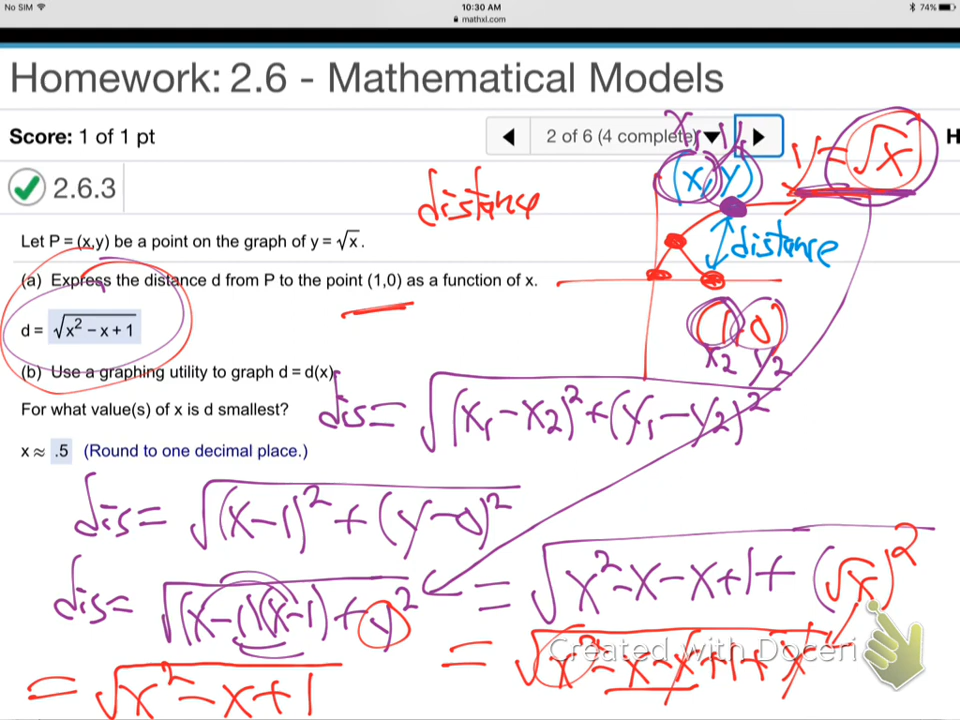 No SIM 10:30 AM 74%
mathxl.com
Homework: 2.6 - Mathematical Models
Score: 1 of 1 pt
2 of 6 (4 complete)
H
2.6.3
(x,y)
y=√x
distance
Let P = (x,y) be a point on the graph of y = √x.
distance
(a) Express the distance d from P to the point (1,0) as a function of x.
(1,0)
d = √x² − x + 1
x₂ y₂
(b) Use a graphing utility to graph d = d(x).
For what value(s) of x is d smallest?
dis = √(x₁−x₂)²+(y₁−y₂)²
x ≈ .5 (Round to one decimal place.)
dis = √(x−1)²+(y−0)²
dis = √(x−1)(x−1)+(y)² = √x²−x−x+1+(√x)²
= √x²−x−x+1+x
Created with Doceri
= √x²−x+1